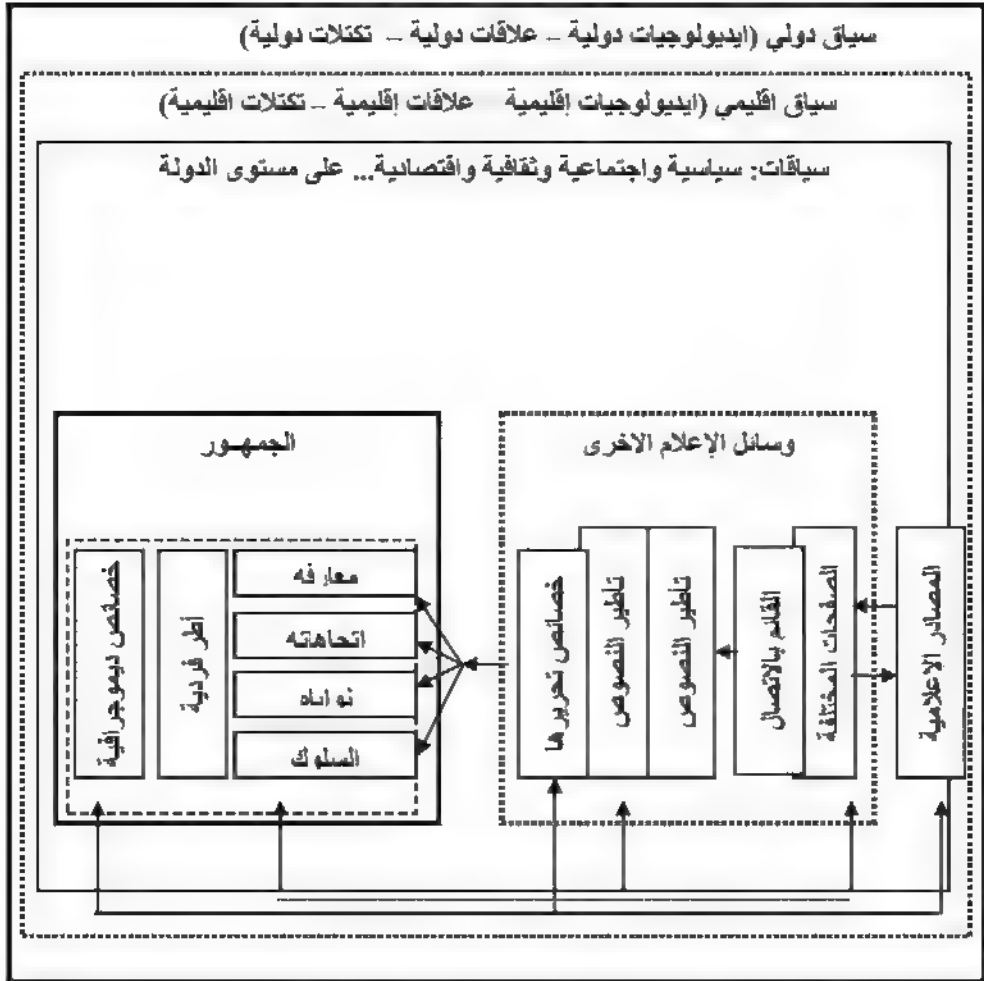 سياق دولي (ايديولوجيات دولية – علاقات دولية – تكتلات دولية)
سياق اقليمي (ايديولوجيات إقليمية علاقات إقليمية – تكتلات اقليمية)
سياقات: سياسية واجتماعية وثقافية واقتصادية... على مستوى الدولة
وسائل الإعلام الاخرى
المصادر الإعلامية
الصفحات المختلفة
القائم بالاتصال
تأطير النصوص
تأطير النصوص
خصائص تحريرها
الجمهور
معارفه
اتجاهاته
نواياه
السلوك
أطر فردية
خصائص ديموجرافية